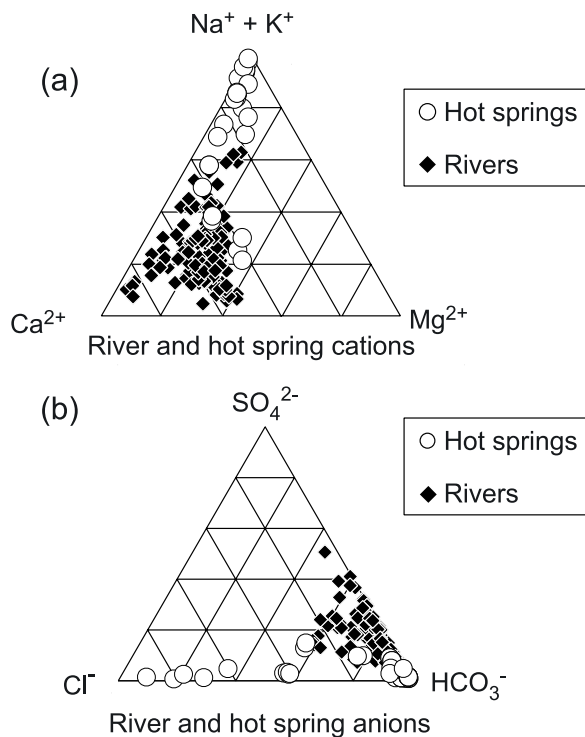 Na⁺ + K⁺
(a)
Hot springs
Rivers
Ca²⁺
Mg²⁺
River and hot spring cations
(b)
SO₄²⁻
Hot springs
Rivers
Cl⁻
HCO₃⁻
River and hot spring anions